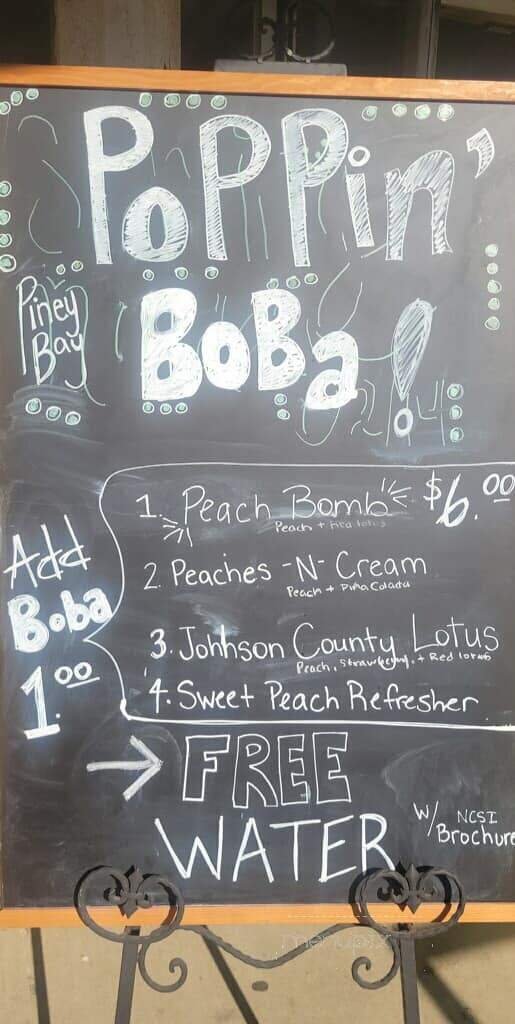 PoPPin'
BoBa!
Piney
Bay
Add
Boba
1.00
1. Peach Bomb $6.00
Peach + Red lotus
2. Peaches -N- Cream
Peach + Piña Colada
3. Johnson County Lotus
Peach, Strawberry, + Red lotus
4. Sweet Peach Refresher
→ FREE
WATER
W/ NCSI
Brochure
menupix